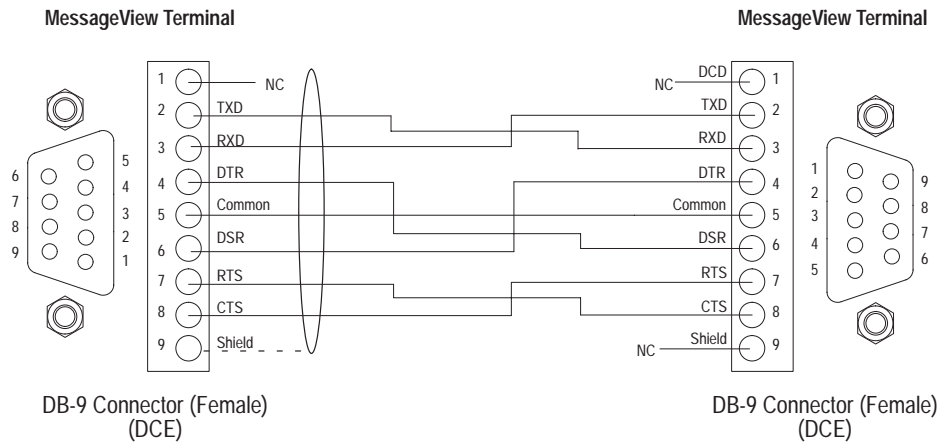 MessageView Terminal
MessageView Terminal
1 NC
2 TXD
3 RXD
4 DTR
5 Common
6 DSR
7 RTS
8 CTS
9 Shield
NC DCD 1
TXD 2
RXD 3
DTR 4
Common 5
DSR 6
RTS 7
CTS 8
NC Shield 9
5
6
4
7
3
8
2
9
1
1
9
2
8
3
7
4
6
5
DB-9 Connector (Female)
(DCE)
DB-9 Connector (Female)
(DCE)